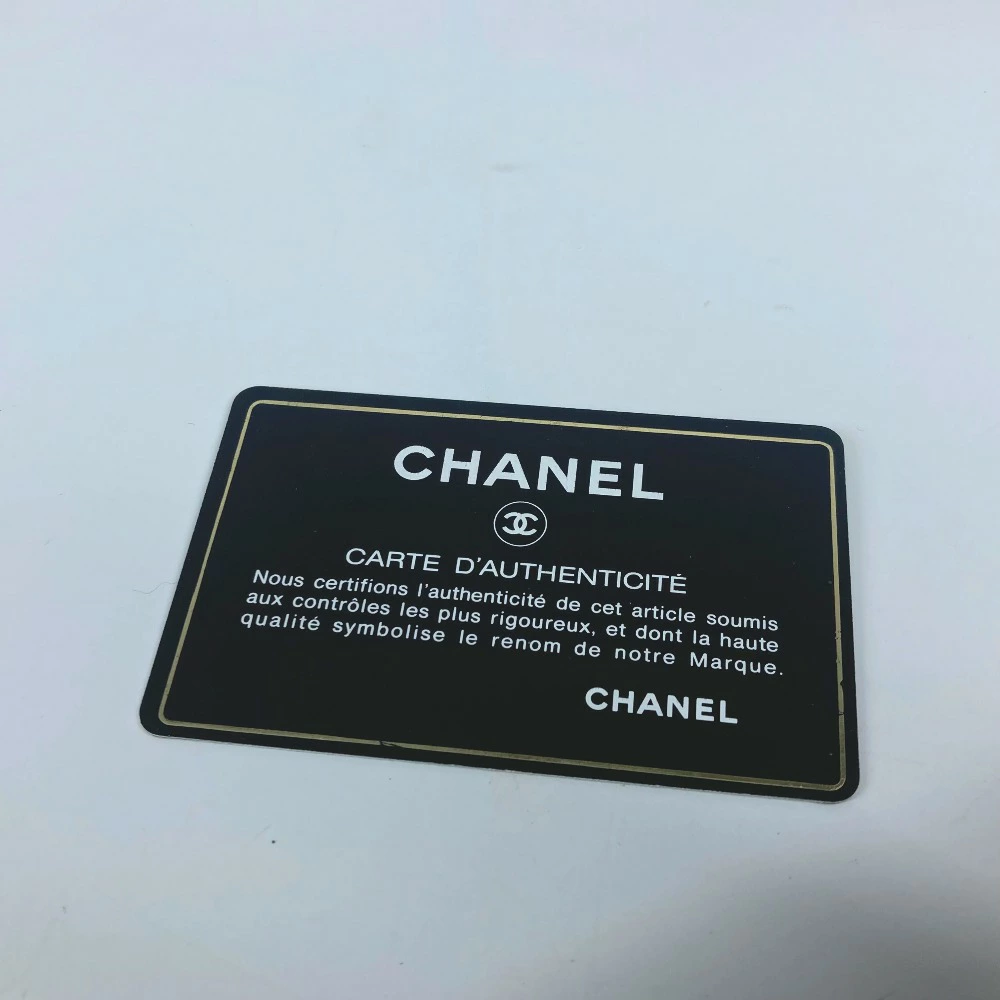 CHANEL
CARTE D'AUTHENTICITÉ
Nous certifions l'authenticité de cet article soumis
aux contrôles les plus rigoureux, et dont la haute
qualité symbolise le renom de notre Marque.
CHANEL